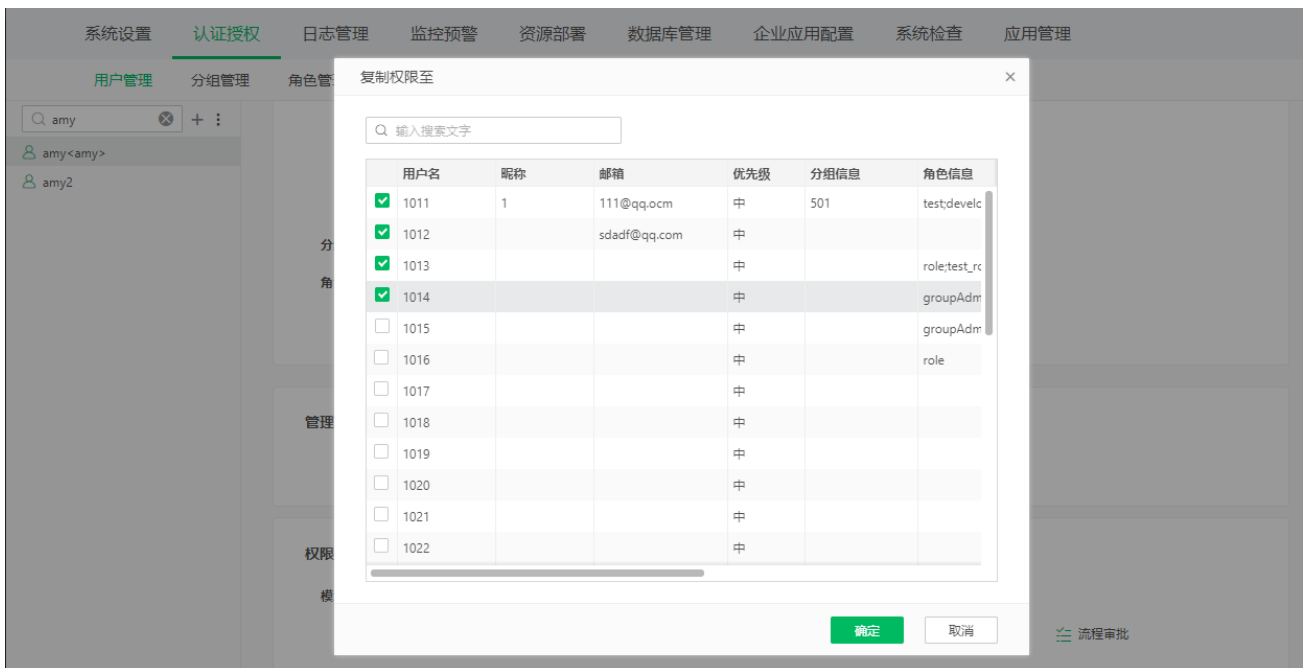 系统设置 认证授权 日志管理 监控预警 资源部署 数据库管理 企业应用配置 系统检查 应用管理
用户管理 分组管理 角色管
复制权限至
amy
输入搜索文字
amy<amy>
amy2
用户名 昵称 邮箱 优先级 分组信息 角色信息
1011 1 111@qq.ocm 中 501 test;develo
1012 sdadf@qq.com 中
分
1013 中 role;test_ro
角
1014 中 groupAdm
1015 中 groupAdm
1016 中 role
1017 中
管理
1018 中
1019 中
1020 中
1021 中
权限
1022 中
模
确定 取消
流程审批